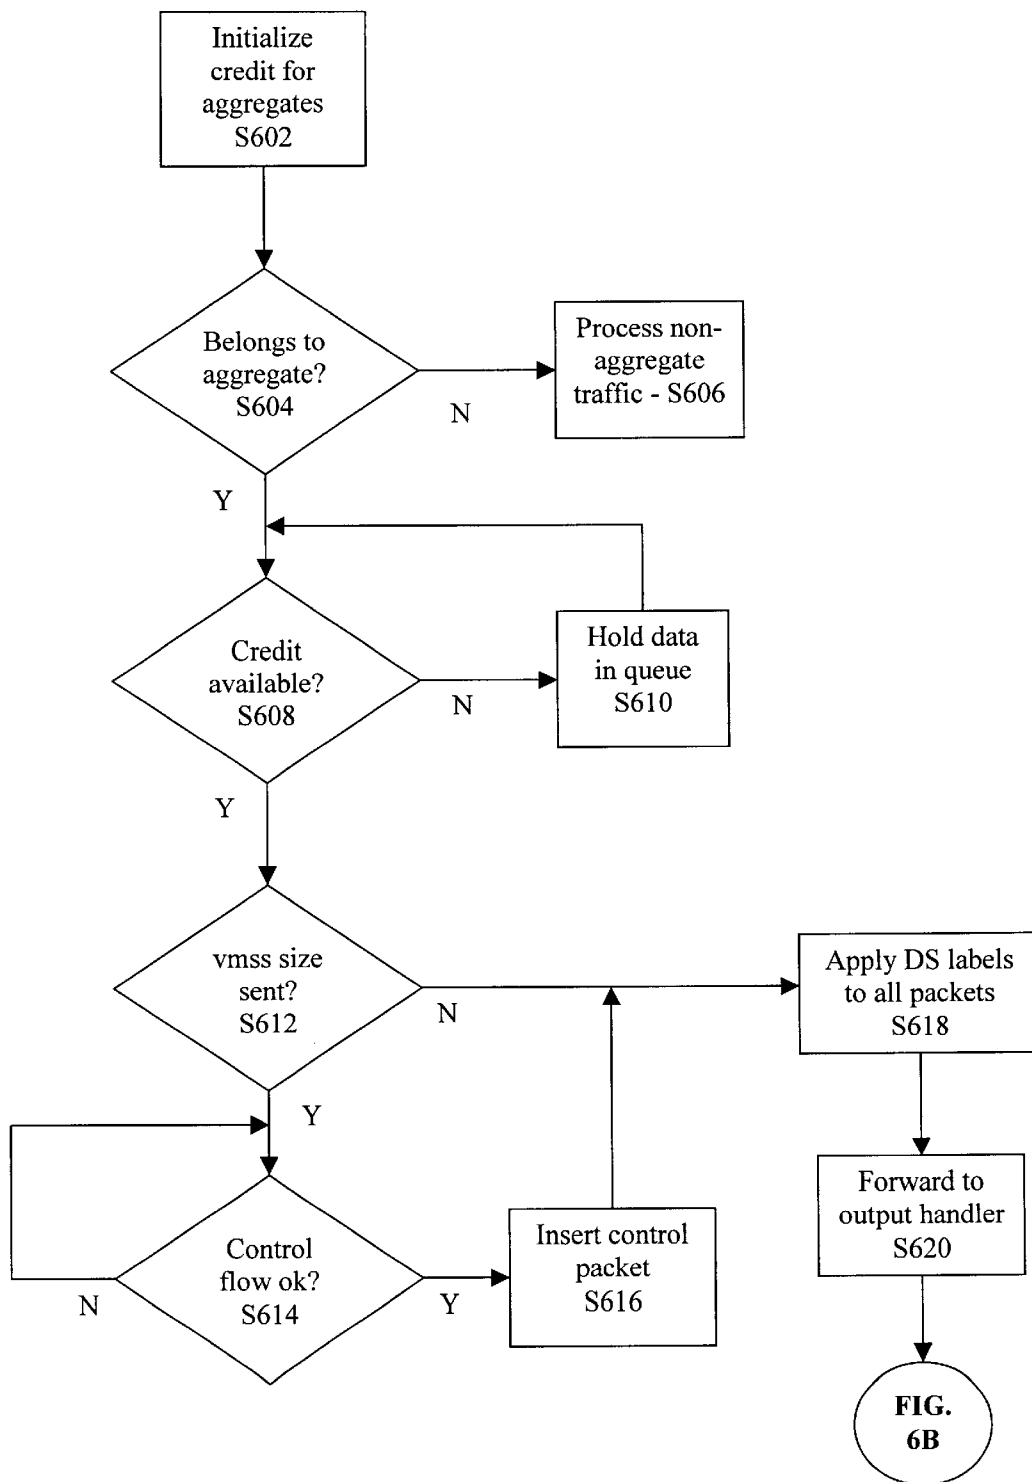 Initialize
credit for
aggregates
S602
Belongs to
aggregate?
S604
N
Process non-
aggregate
traffic - S606
Y
Credit
available?
S608
N
Hold data
in queue
S610
Y
vmss size
sent?
S612
N
Apply DS labels
to all packets
S618
Y
Control
flow ok?
S614
N
Y
Insert control
packet
S616
Forward to
output handler
S620
FIG.
6B